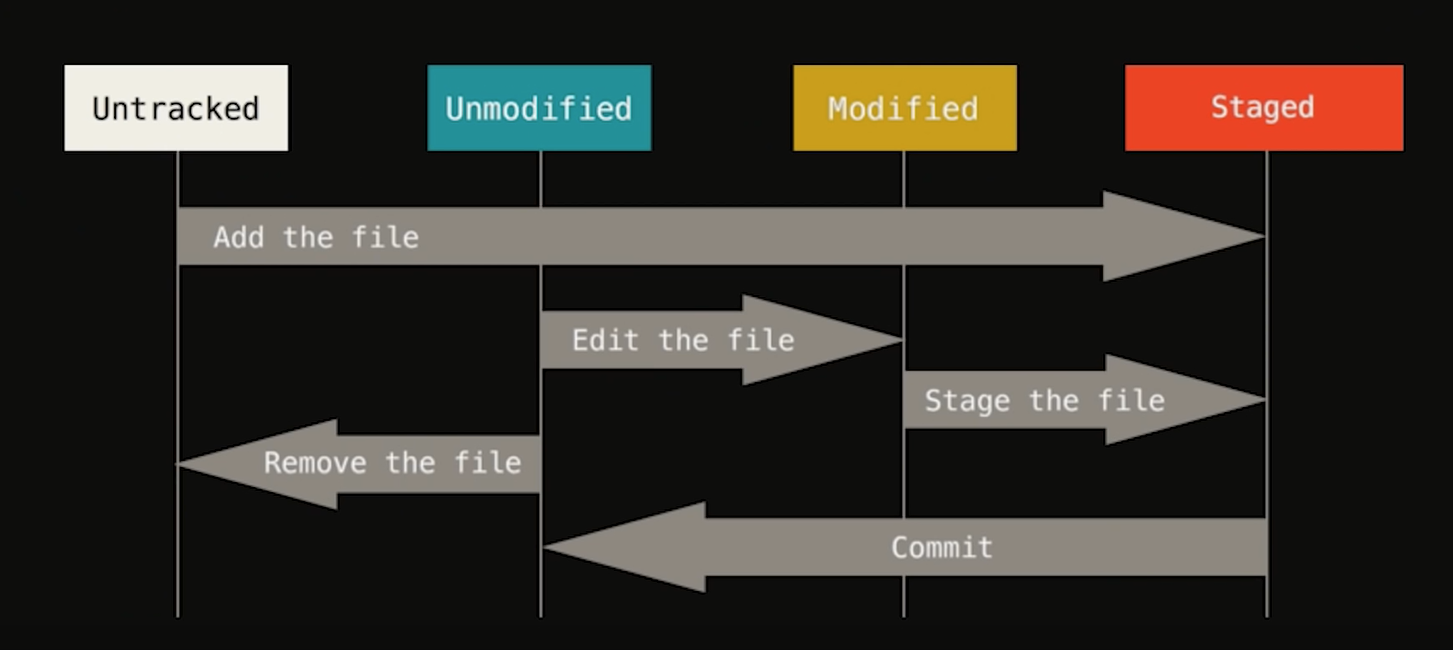 Untracked
Unmodified
Modified
Staged
Add the file
Edit the file
Stage the file
Remove the file
Commit